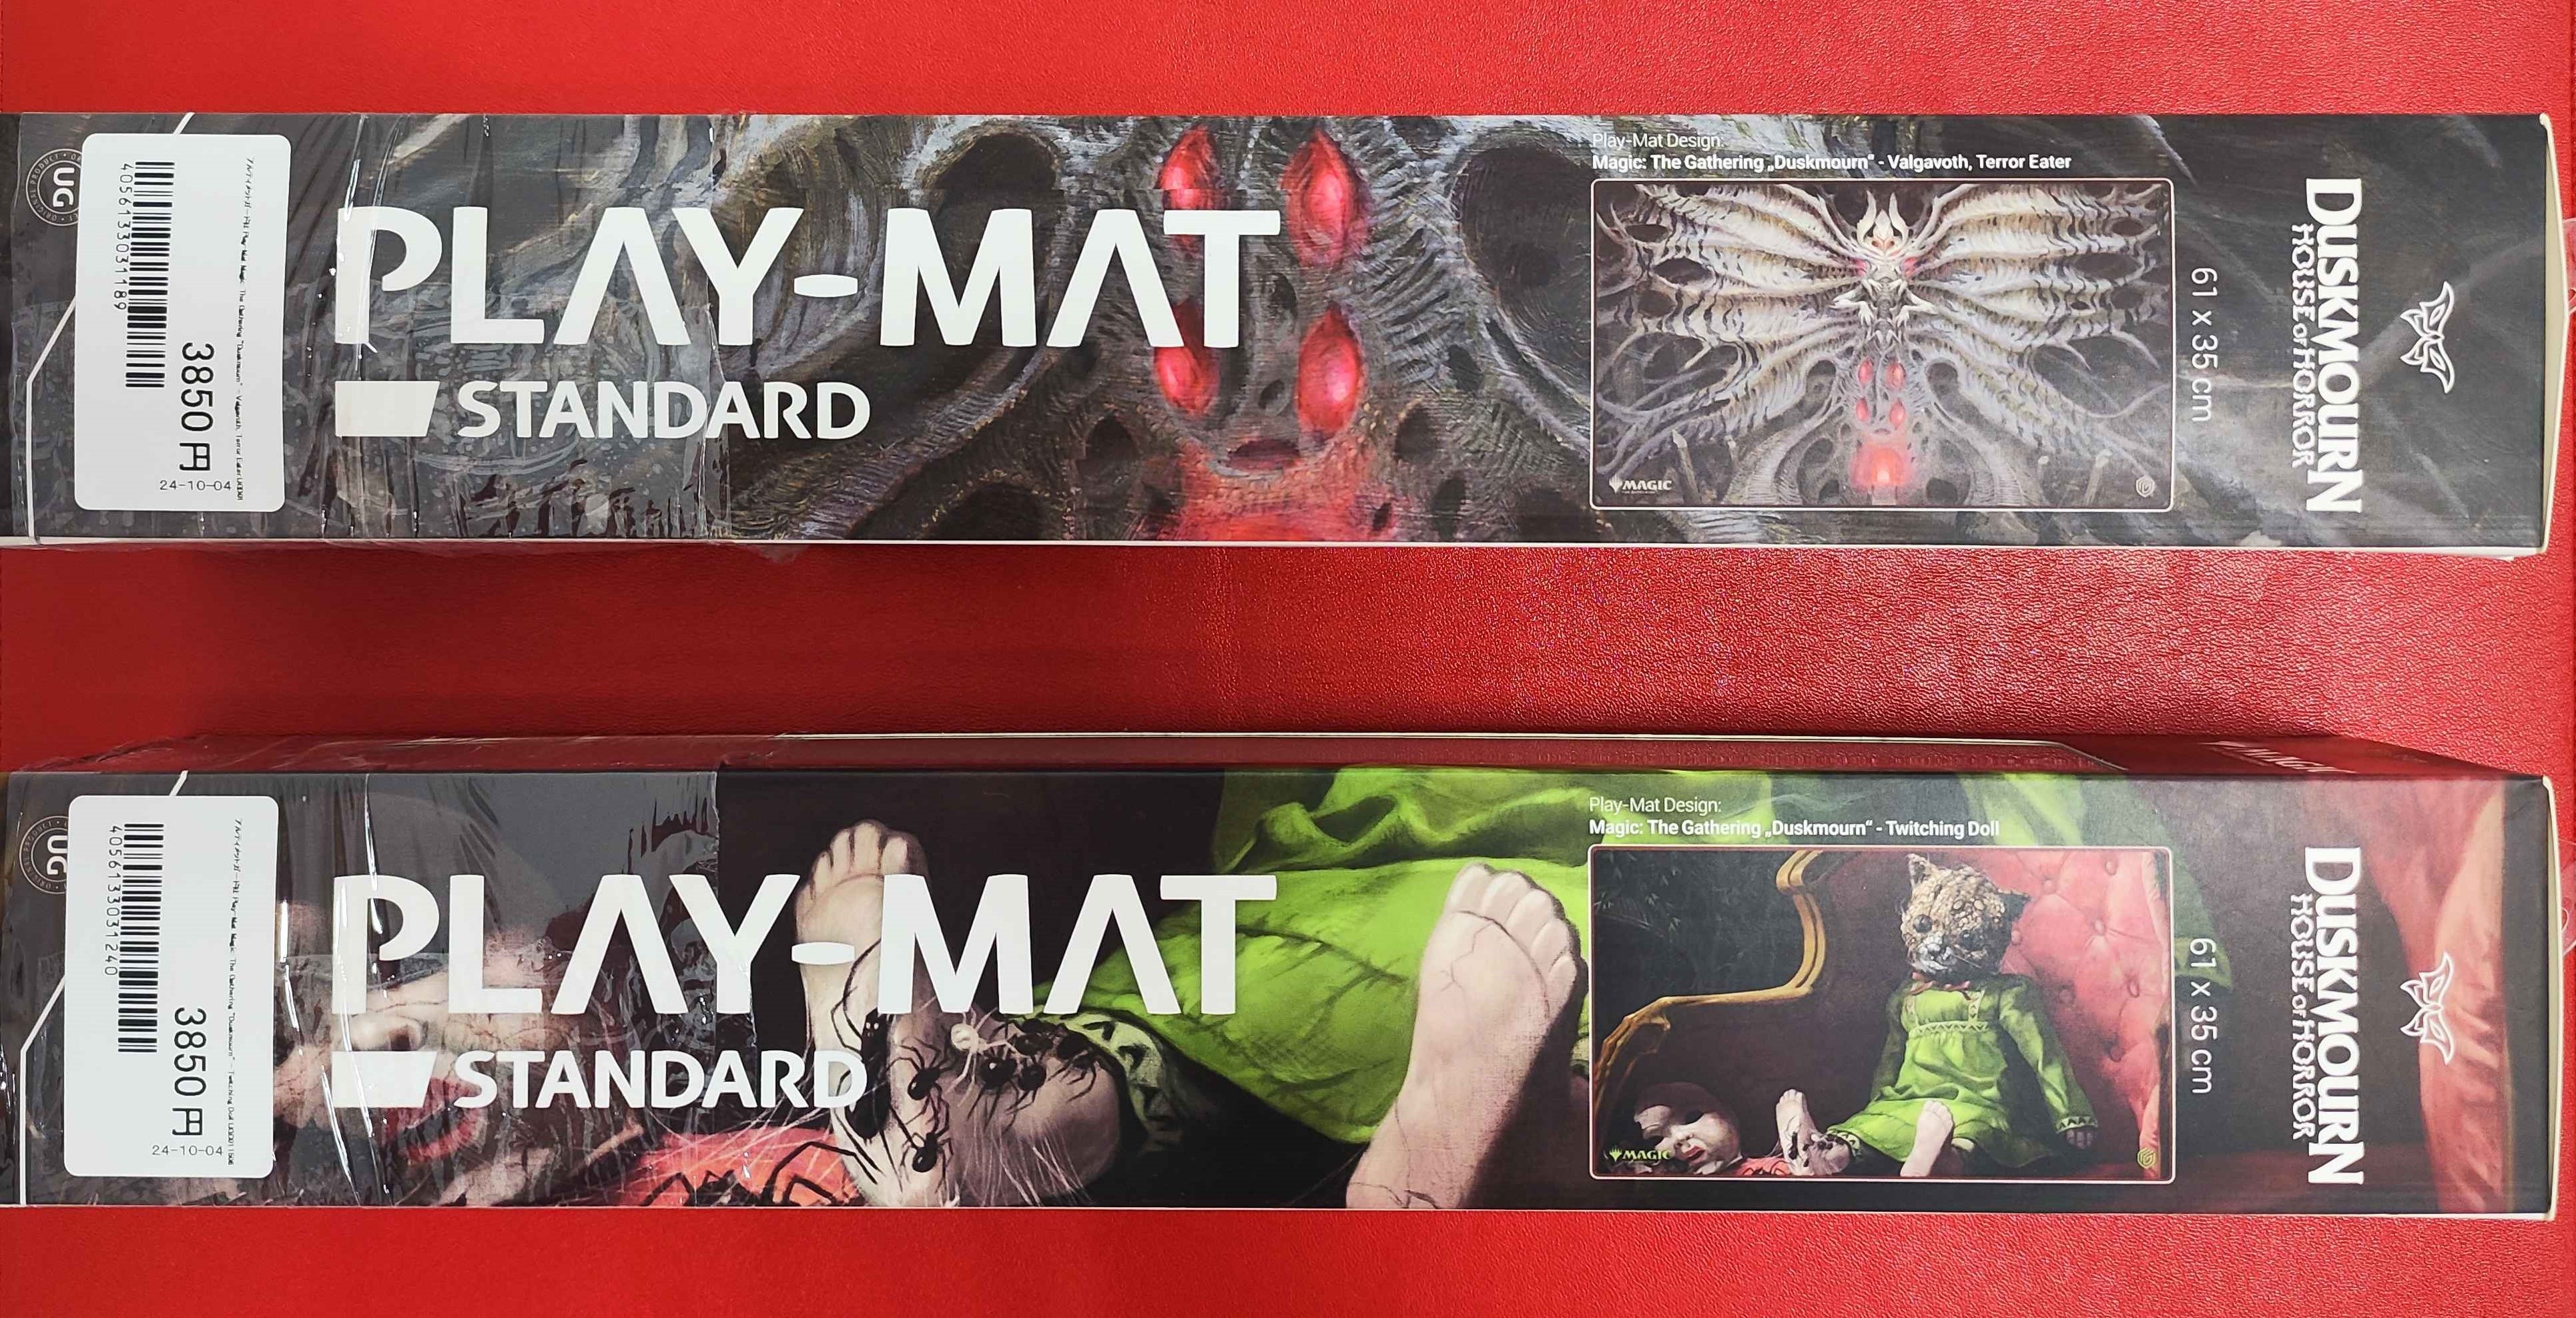 UG
4056133031189
3850円
24-10-04
PLAY-MAT
STANDARD
Play-Mat Design:
Magic: The Gathering „Duskmourn“ - Valgavoth, Terror Eater
MAGIC
61 x 35 cm
DUSKMOURN
HOUSE of HORROR
UG
4056133031240
3850円
24-10-04
PLAY-MAT
STANDARD
Play-Mat Design:
Magic: The Gathering „Duskmourn“ - Twitching Doll
MAGIC
61 x 35 cm
DUSKMOURN
HOUSE of HORROR